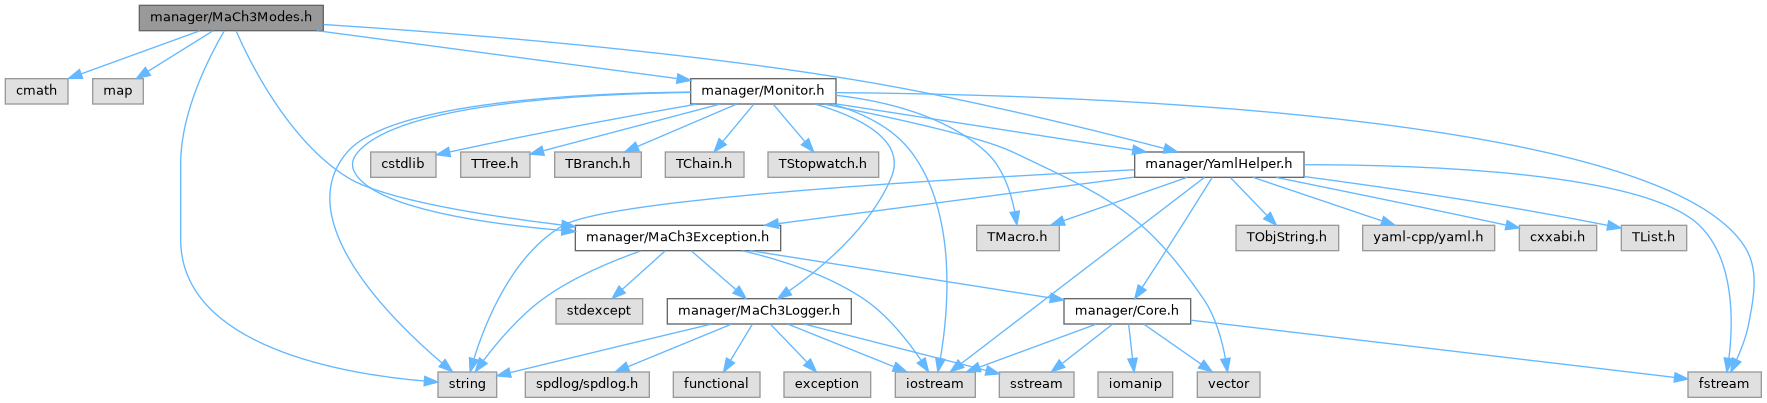 manager/MaCh3Modes.h
cmath
map
manager/Monitor.h
cstdlib
TTree.h
TBranch.h
TChain.h
TStopwatch.h
manager/YamlHelper.h
manager/MaCh3Exception.h
TMacro.h
TObjString.h
yaml-cpp/yaml.h
cxxabi.h
TList.h
stdexcept
manager/MaCh3Logger.h
manager/Core.h
string
spdlog/spdlog.h
functional
exception
iostream
sstream
iomanip
vector
fstream